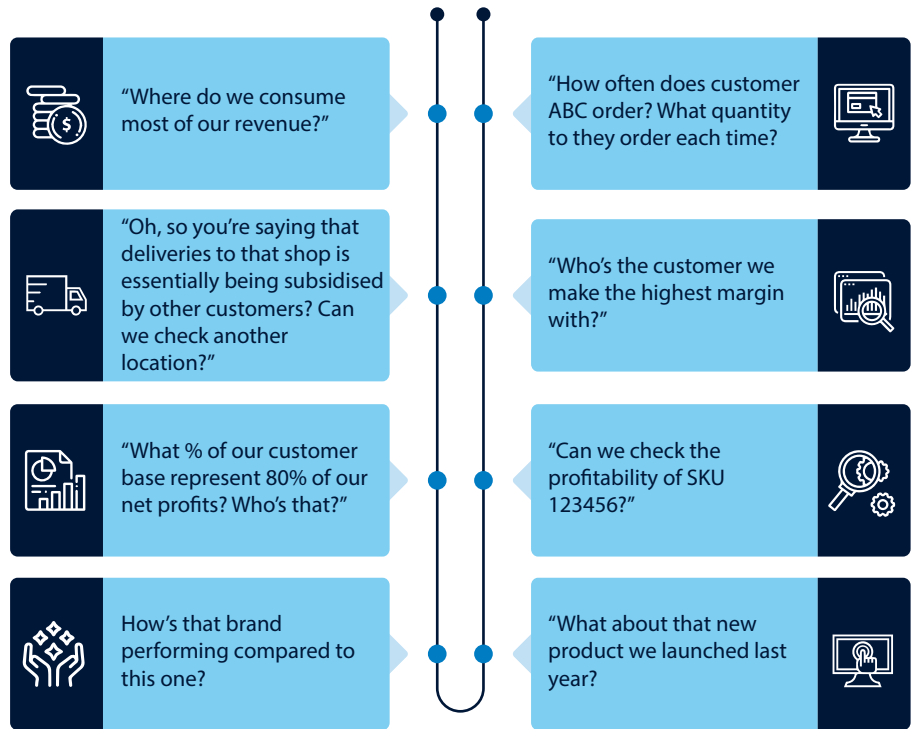 “Where do we consume
most of our revenue?”
“Oh, so you’re saying that
deliveries to that shop is
essentially being subsidised
by other customers? Can
we check another
location?”
“What % of our customer
base represent 80% of our
net profits? Who’s that?”
How’s that brand
performing compared to
this one?
“How often does customer
ABC order? What quantity
to they order each time?
“Who’s the customer we
make the highest margin
with?”
“Can we check the
profitability of SKU
123456?”
“What about that new
product we launched last
year?